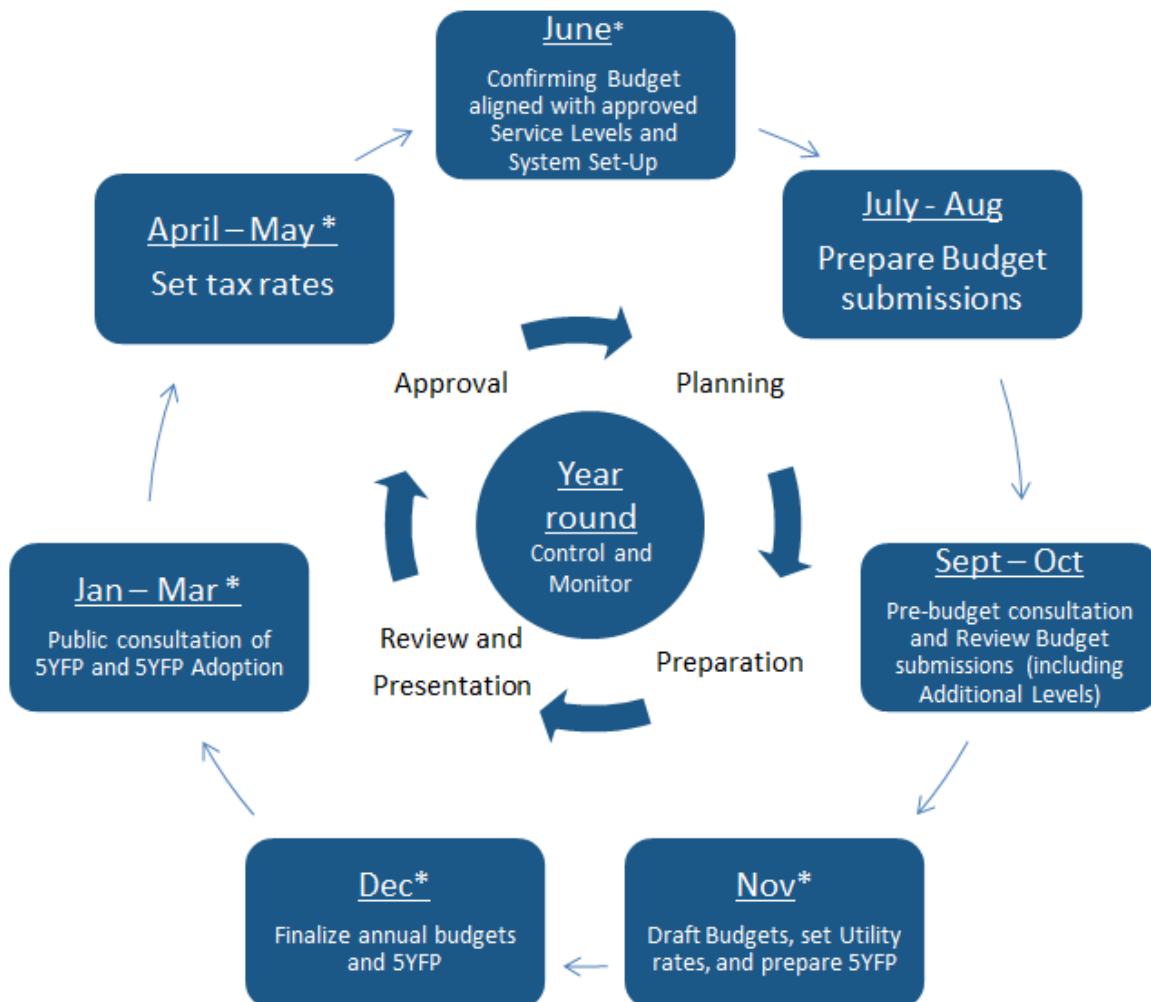 June*
Confirming Budget
aligned with approved
Service Levels and
System Set-Up
July - Aug
Prepare Budget
submissions
Sept – Oct
Pre-budget consultation
and Review Budget
submissions (including
Additional Levels)
Nov*
Draft Budgets, set Utility
rates, and prepare 5YFP
Dec*
Finalize annual budgets
and 5YFP
Jan – Mar *
Public consultation of
5YFP and 5YFP Adoption
April – May *
Set tax rates
Approval
Planning
Preparation
Review and
Presentation
Year
round
Control and
Monitor